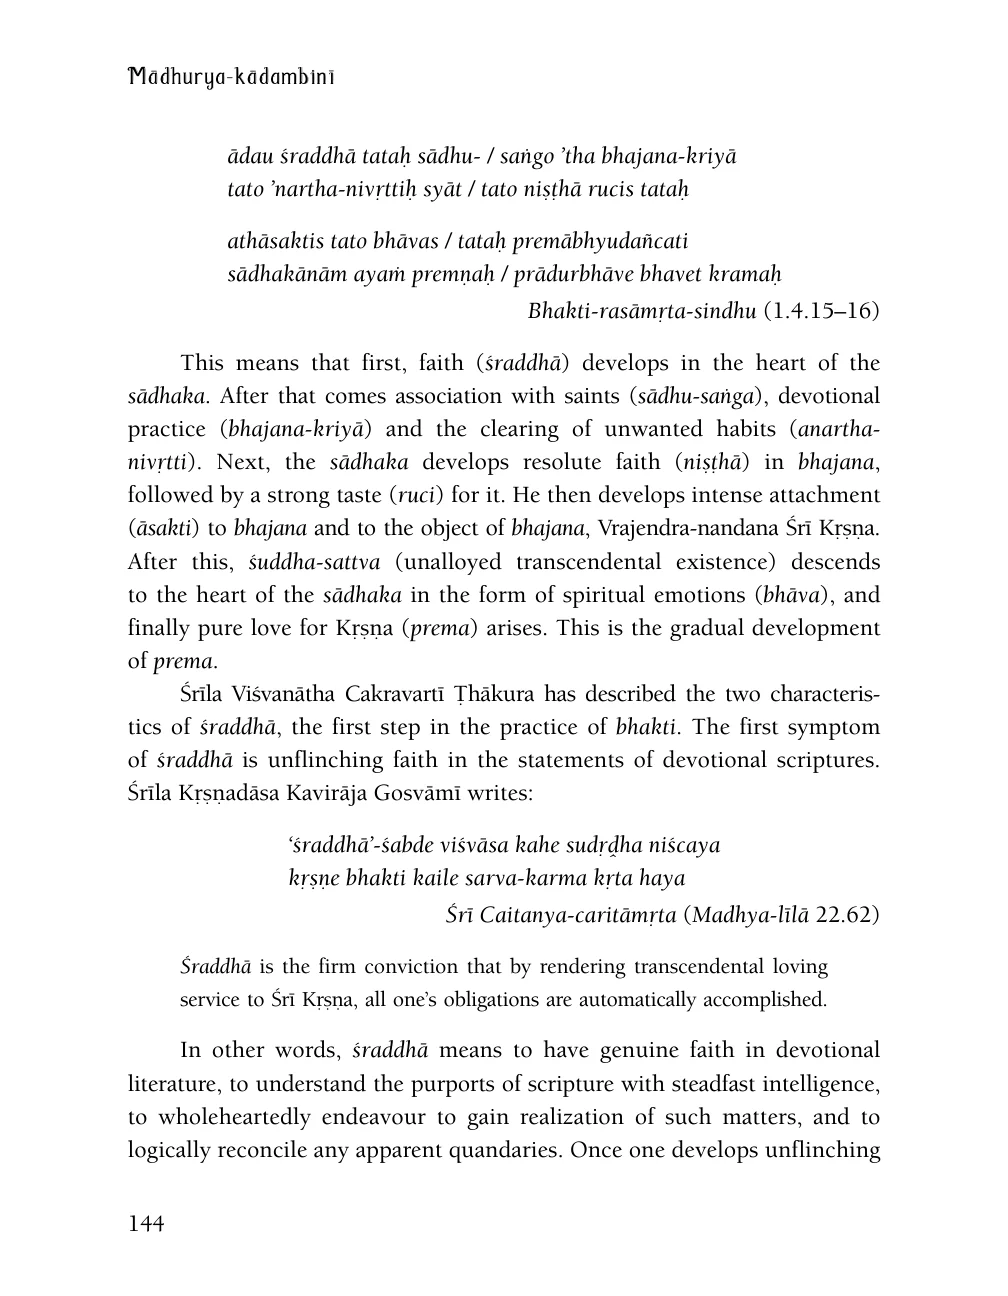 Mādhurya-kādambinī
ādau śraddhā tataḥ sādhu- / saṅgo ’tha bhajana-kriyā
tato ’nartha-nivṛttiḥ syāt / tato niṣṭhā rucis tataḥ
athāsaktis tato bhāvas / tataḥ premābhyudañcati
sādhakānām ayaṁ premṇaḥ / prādurbhāve bhavet kramaḥ
Bhakti-rasāmṛta-sindhu (1.4.15–16)
This means that first, faith (śraddhā) develops in the heart of the
sādhaka. After that comes association with saints (sādhu-saṅga), devotional
practice (bhajana-kriyā) and the clearing of unwanted habits (anartha-
nivṛtti). Next, the sādhaka develops resolute faith (niṣṭhā) in bhajana,
followed by a strong taste (ruci) for it. He then develops intense attachment
(āsakti) to bhajana and to the object of bhajana, Vrajendra-nandana Śrī Kṛṣṇa.
After this, śuddha-sattva (unalloyed transcendental existence) descends
to the heart of the sādhaka in the form of spiritual emotions (bhāva), and
finally pure love for Kṛṣṇa (prema) arises. This is the gradual development
of prema.
Śrīla Viśvanātha Cakravartī Ṭhākura has described the two characteris-
tics of śraddhā, the first step in the practice of bhakti. The first symptom
of śraddhā is unflinching faith in the statements of devotional scriptures.
Śrīla Kṛṣṇadāsa Kavirāja Gosvāmī writes:
‘śraddhā’-śabde viśvāsa kahe sudṛḓha niścaya
kṛṣṇe bhakti kaile sarva-karma kṛta haya
Śrī Caitanya-caritāmṛta (Madhya-līlā 22.62)
Śraddhā is the firm conviction that by rendering transcendental loving
service to Śrī Kṛṣṇa, all one’s obligations are automatically accomplished.
In other words, śraddhā means to have genuine faith in devotional
literature, to understand the purports of scripture with steadfast intelligence,
to wholeheartedly endeavour to gain realization of such matters, and to
logically reconcile any apparent quandaries. Once one develops unflinching
144